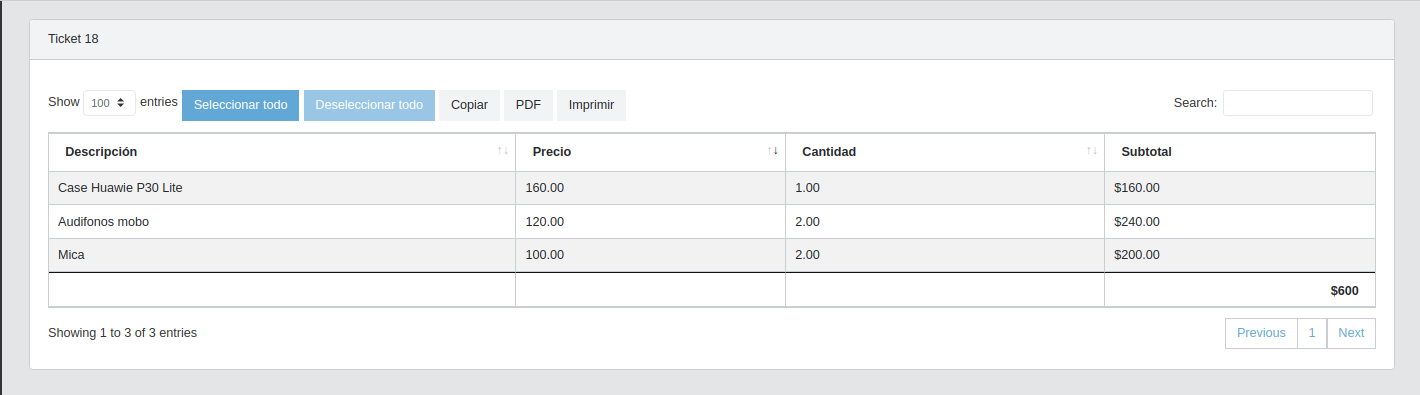 Ticket 18
Show 100 entries Seleccionar todo Deseleccionar todo Copiar PDF Imprimir Search:
Descripción Precio Cantidad Subtotal
Case Huawie P30 Lite 160.00 1.00 $160.00
Audifonos mobo 120.00 2.00 $240.00
Mica 100.00 2.00 $200.00
$600
Showing 1 to 3 of 3 entries Previous 1 Next